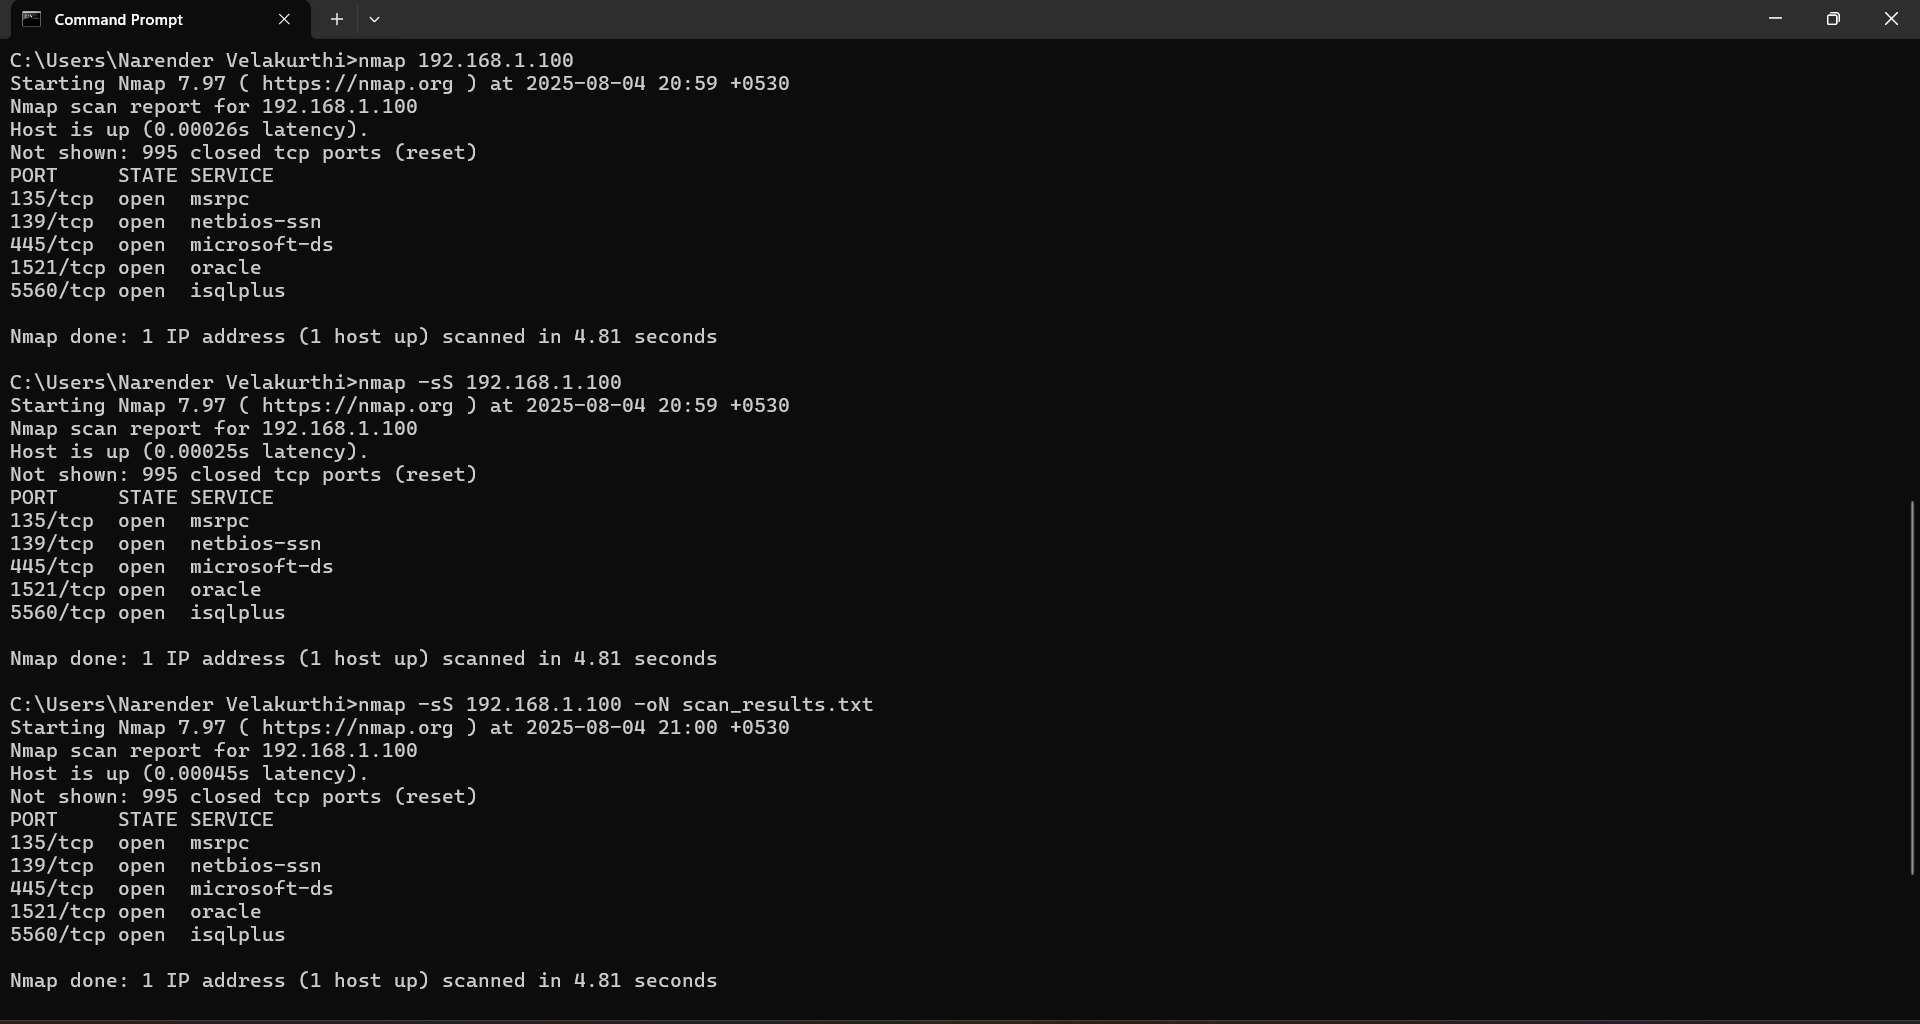 Command Prompt
C:\Users\Narender Velakurthi>nmap 192.168.1.100
Starting Nmap 7.97 ( https://nmap.org ) at 2025-08-04 20:59 +0530
Nmap scan report for 192.168.1.100
Host is up (0.00026s latency).
Not shown: 995 closed tcp ports (reset)
PORT     STATE SERVICE
135/tcp  open  msrpc
139/tcp  open  netbios-ssn
445/tcp  open  microsoft-ds
1521/tcp open  oracle
5560/tcp open  isqlplus

Nmap done: 1 IP address (1 host up) scanned in 4.81 seconds

C:\Users\Narender Velakurthi>nmap -sS 192.168.1.100
Starting Nmap 7.97 ( https://nmap.org ) at 2025-08-04 20:59 +0530
Nmap scan report for 192.168.1.100
Host is up (0.00025s latency).
Not shown: 995 closed tcp ports (reset)
PORT     STATE SERVICE
135/tcp  open  msrpc
139/tcp  open  netbios-ssn
445/tcp  open  microsoft-ds
1521/tcp open  oracle
5560/tcp open  isqlplus

Nmap done: 1 IP address (1 host up) scanned in 4.81 seconds

C:\Users\Narender Velakurthi>nmap -sS 192.168.1.100 -oN scan_results.txt
Starting Nmap 7.97 ( https://nmap.org ) at 2025-08-04 21:00 +0530
Nmap scan report for 192.168.1.100
Host is up (0.00045s latency).
Not shown: 995 closed tcp ports (reset)
PORT     STATE SERVICE
135/tcp  open  msrpc
139/tcp  open  netbios-ssn
445/tcp  open  microsoft-ds
1521/tcp open  oracle
5560/tcp open  isqlplus

Nmap done: 1 IP address (1 host up) scanned in 4.81 seconds